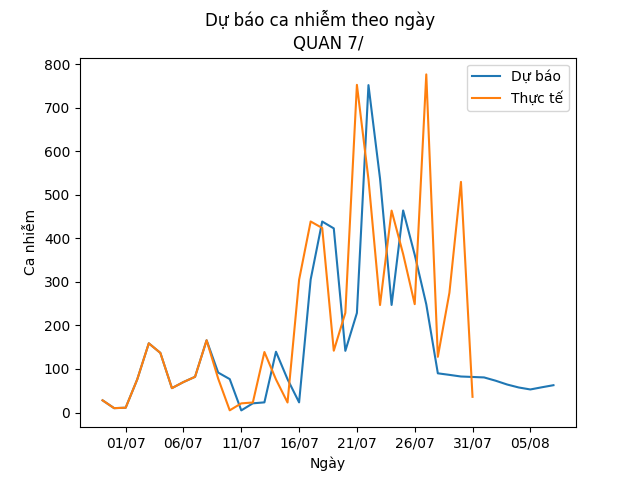 Dự báo ca nhiễm theo ngày
QUAN 7/
800
700
600
500
400
300
200
100
0
Ca nhiễm
Dự báo
Thực tế
01/07 06/07 11/07 16/07 21/07 26/07 31/07 05/08
Ngày